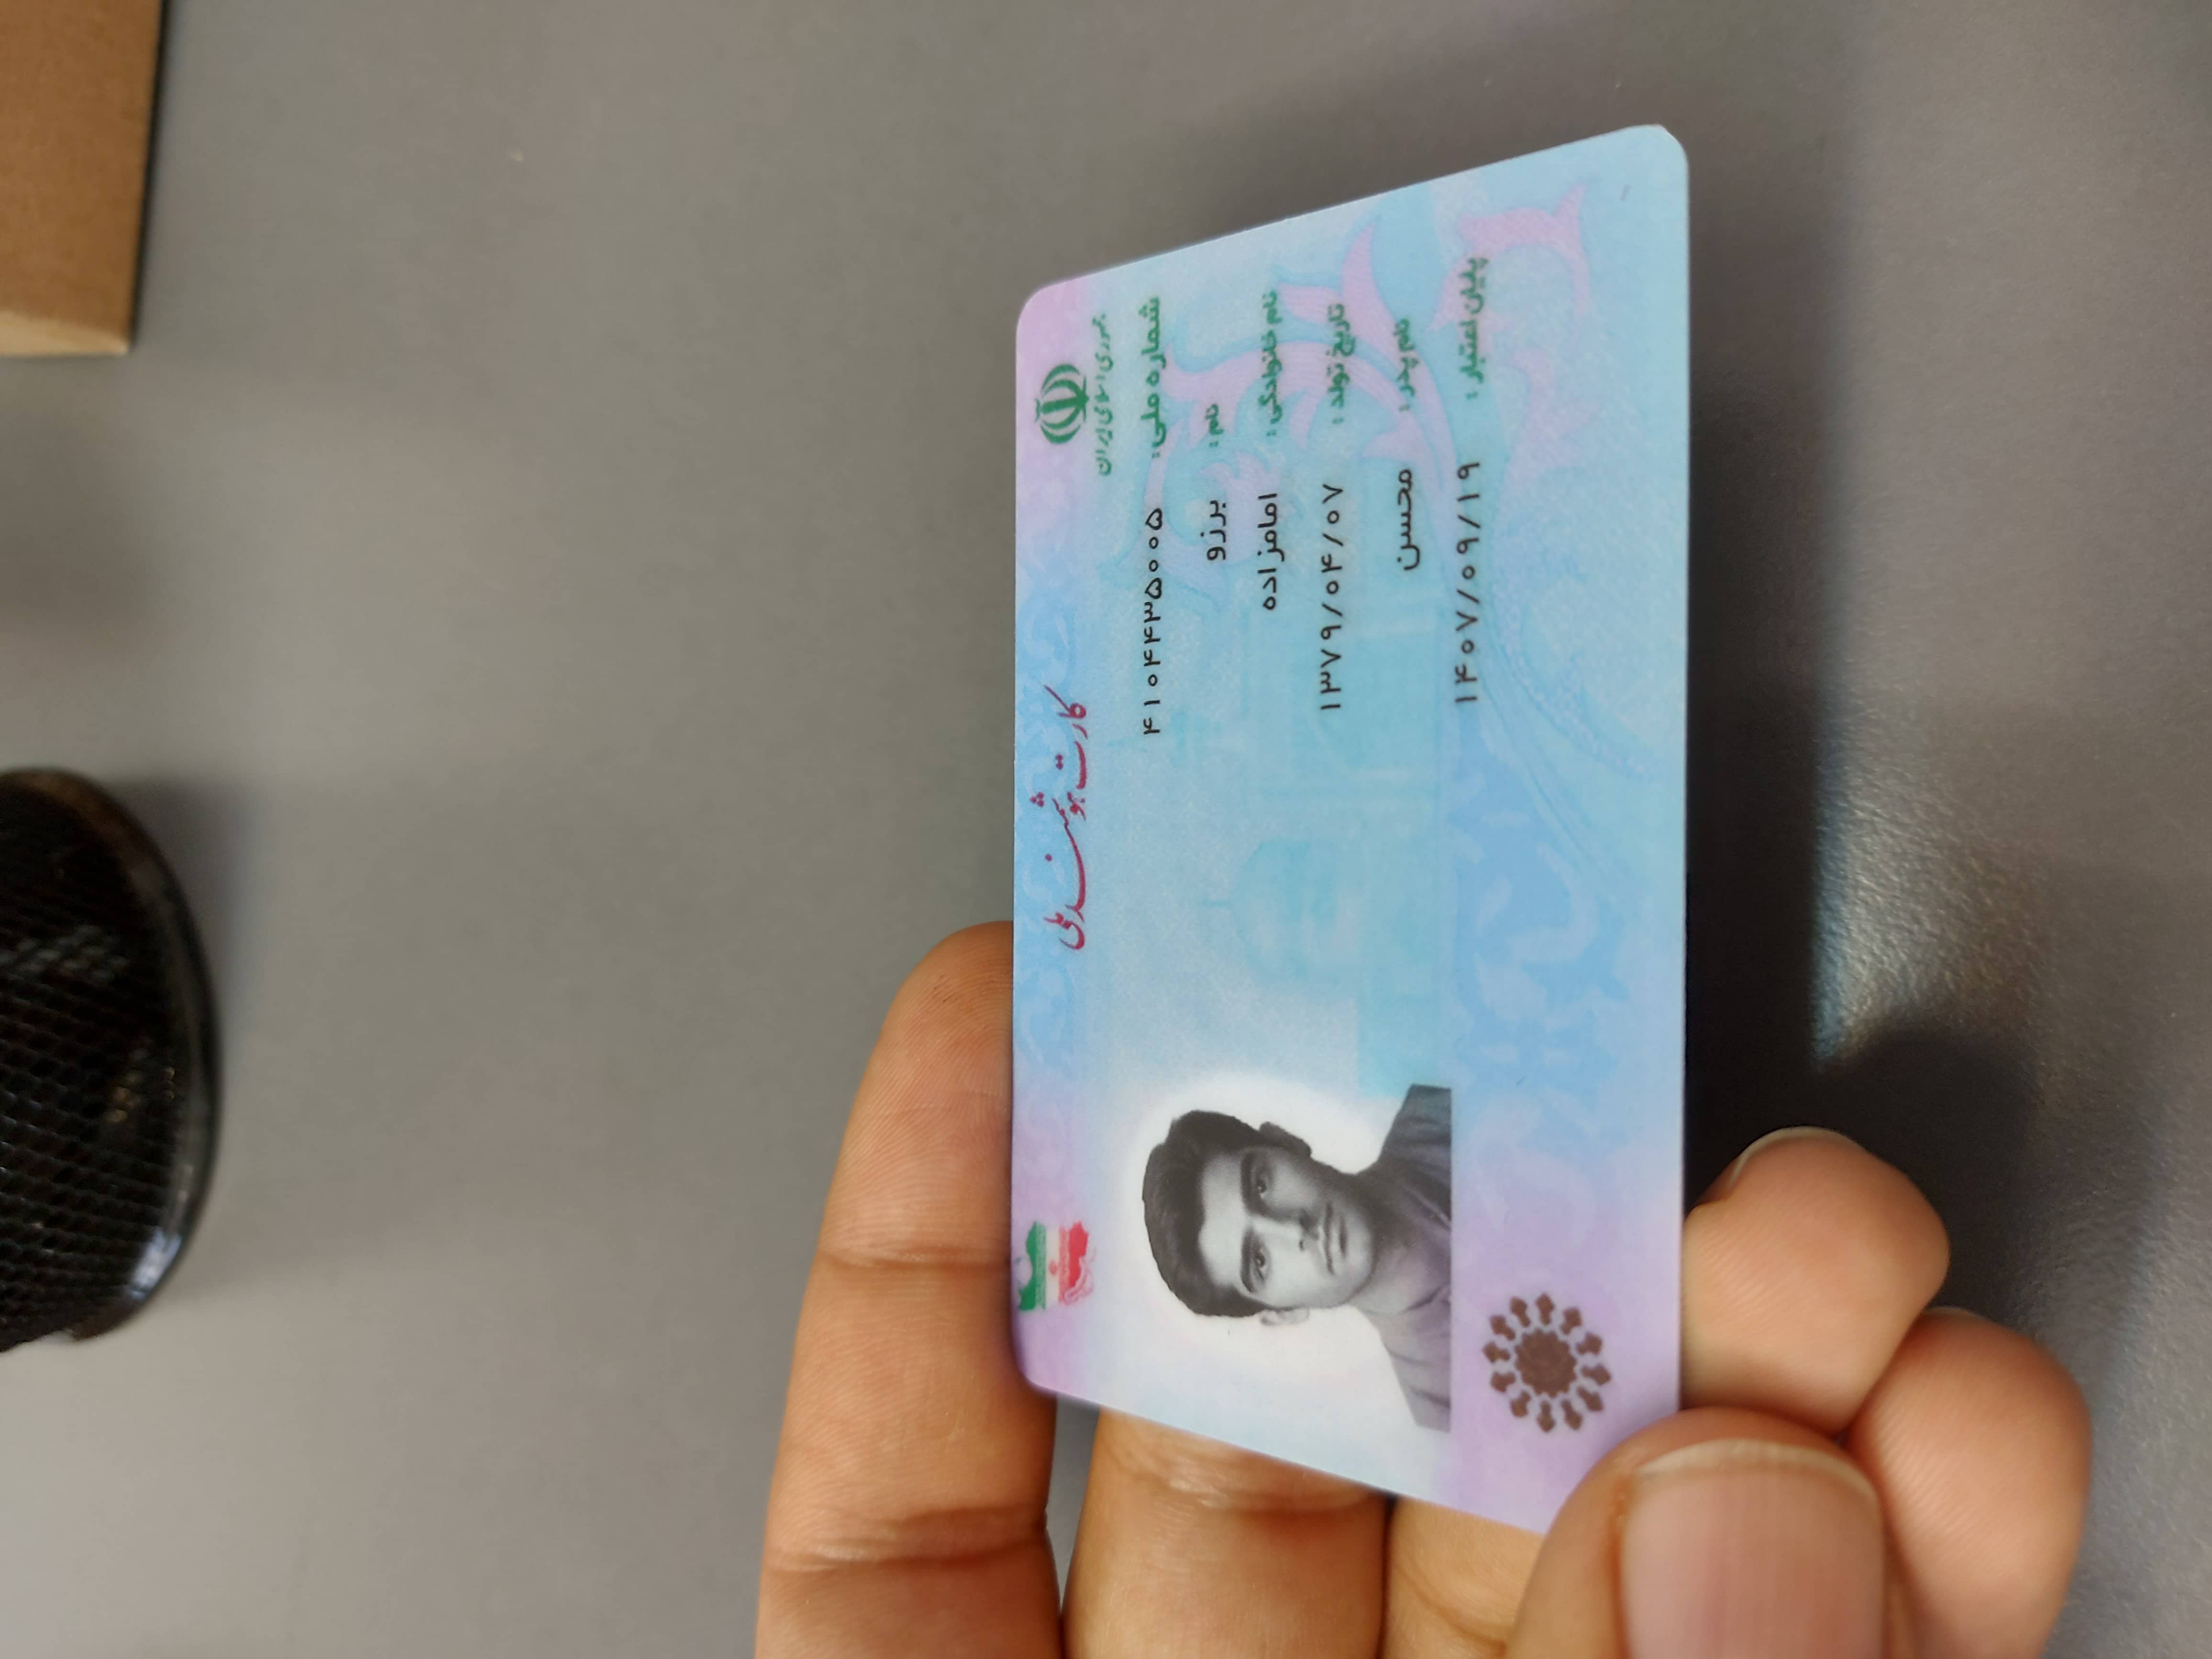 جمهوری اسلامی ایران
کارت هوشمند ملی
شماره ملی: ۴۱۰۴۴۳۵۰۰۵
نام: برزو
نام خانوادگی: امامزاده
تاریخ تولد: ۱۳۷۹/۰۴/۰۷
نام پدر: محسن
پایان اعتبار: ۱۴۰۷/۰۹/۱۹